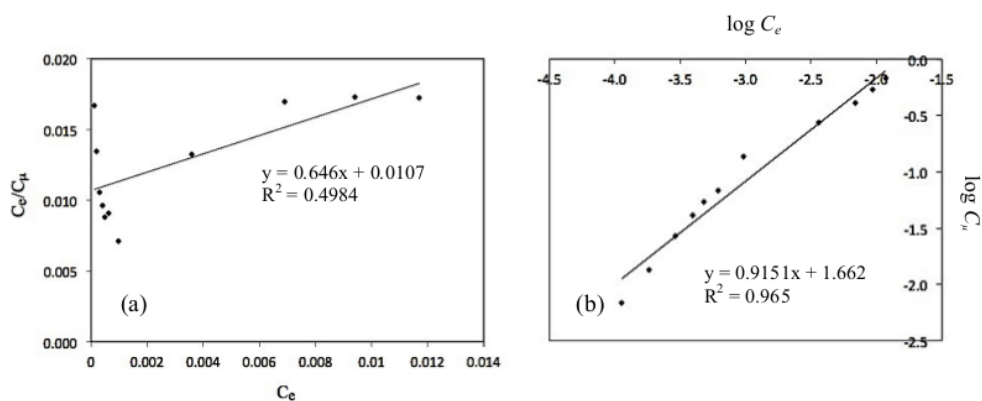 log Cₑ
0.020
0.015
0.010
0.005
0.000
Cₑ/Cμ
y = 0.646x + 0.0107
R² = 0.4984
(a)
0 0.002 0.004 0.006 0.008 0.01 0.012 0.014
Cₑ
-4.5 -4.0 -3.5 -3.0 -2.5 -2.0 -1.5
0.0
-0.5
-1.0
-1.5
-2.0
-2.5
log Cμ
y = 0.9151x + 1.662
R² = 0.965
(b)